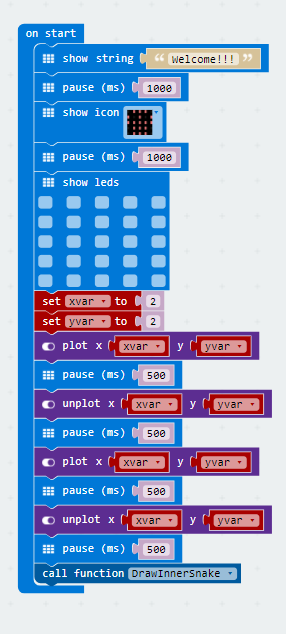 on start
show string " Welcome!!! "
pause (ms) 1000
show icon
pause (ms) 1000
show leds
set xvar to 2
set yvar to 2
plot x xvar y yvar
pause (ms) 500
unplot x xvar y yvar
pause (ms) 500
plot x xvar y yvar
pause (ms) 500
unplot x xvar y yvar
pause (ms) 500
call function DrawInnerSnake